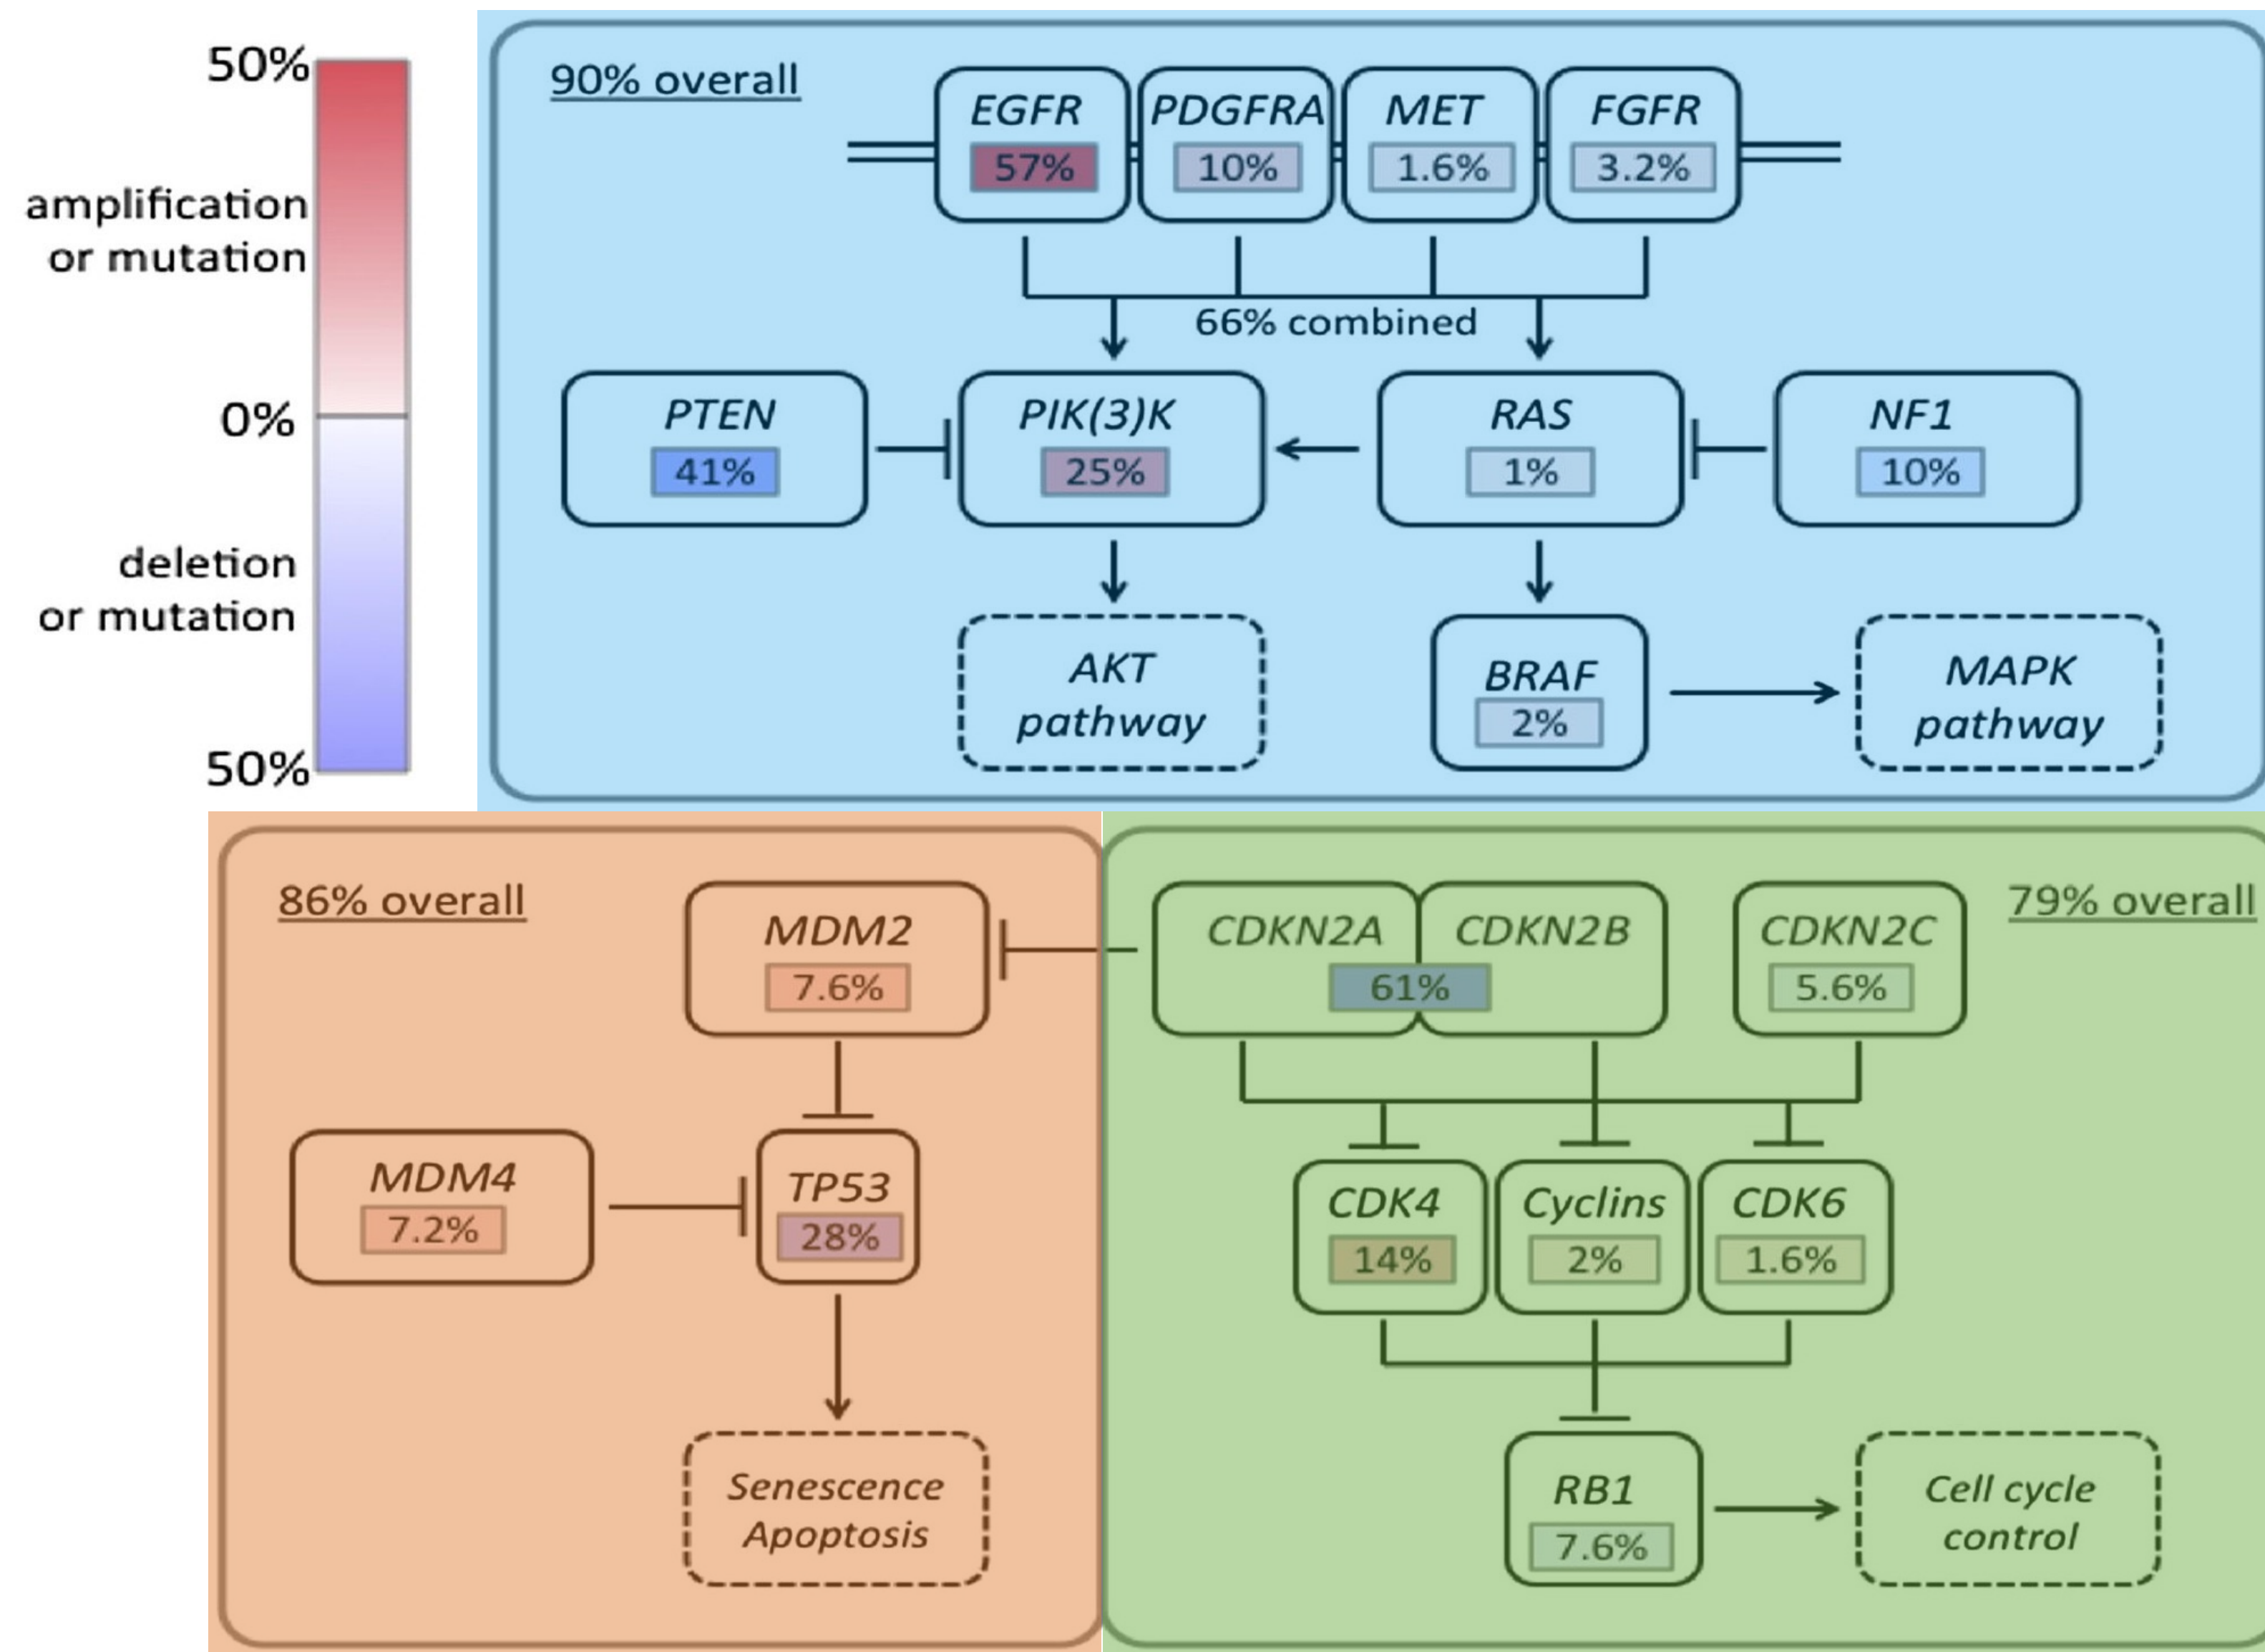 50%
amplification
or mutation
0%
deletion
or mutation
50%
90% overall
EGFR
57%
PDGFRA
10%
MET
1.6%
FGFR
3.2%
66% combined
PTEN
41%
PIK(3)K
25%
RAS
1%
NF1
10%
AKT
pathway
BRAF
2%
MAPK
pathway
86% overall
MDM2
7.6%
MDM4
7.2%
TP53
28%
Senescence
Apoptosis
CDKN2A
CDKN2B
61%
CDKN2C
5.6%
79% overall
CDK4
14%
Cyclins
2%
CDK6
1.6%
RB1
7.6%
Cell cycle
control